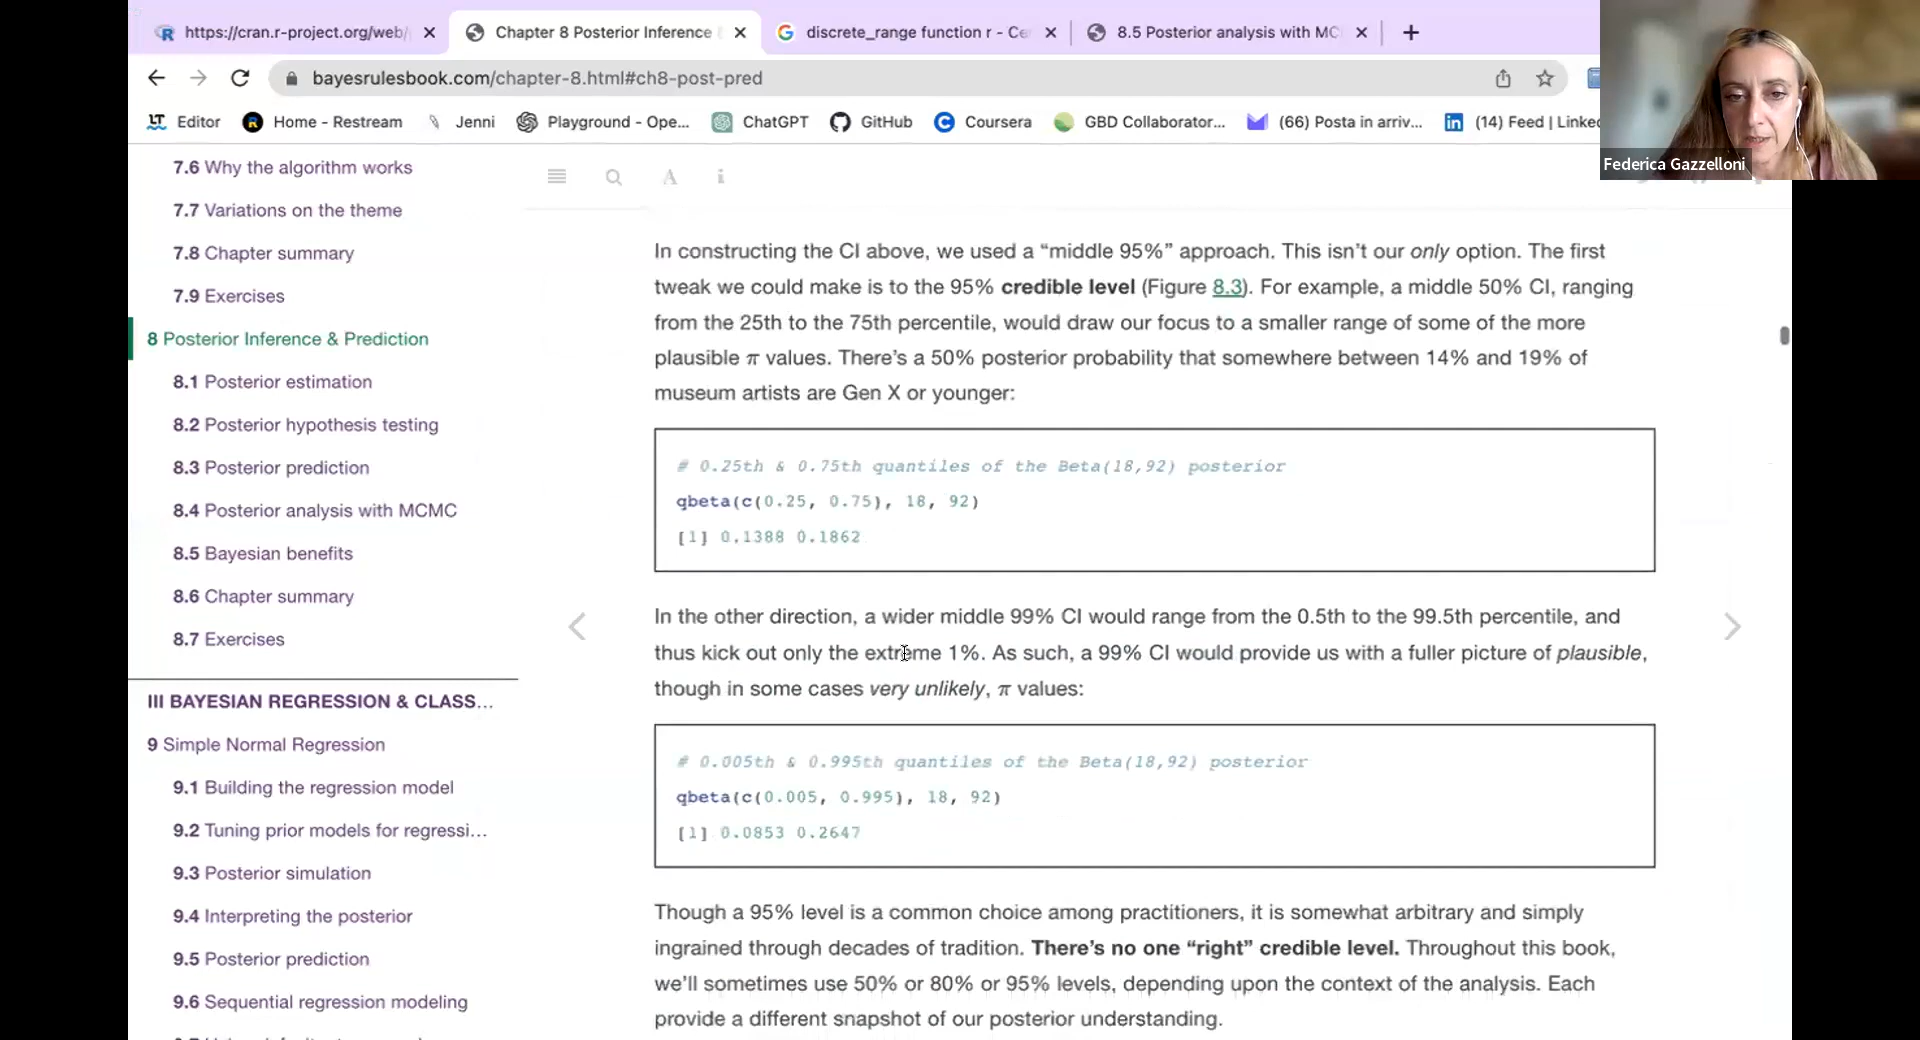 https://cran.r-project.org/web/
Chapter 8 Posterior Inference
discrete_range function r - Ce
8.5 Posterior analysis with MC
bayesrulesbook.com/chapter-8.html#ch8-post-pred
Editor
Home - Restream
Jenni
Playground - Ope...
ChatGPT
GitHub
Coursera
GBD Collaborator...
(66) Posta in arriv...
(14) Feed | Linke
Federica Gazzelloni
7.6 Why the algorithm works
7.7 Variations on the theme
7.8 Chapter summary
7.9 Exercises
8 Posterior Inference & Prediction
8.1 Posterior estimation
8.2 Posterior hypothesis testing
8.3 Posterior prediction
8.4 Posterior analysis with MCMC
8.5 Bayesian benefits
8.6 Chapter summary
8.7 Exercises
III BAYESIAN REGRESSION & CLASS...
9 Simple Normal Regression
9.1 Building the regression model
9.2 Tuning prior models for regressi...
9.3 Posterior simulation
9.4 Interpreting the posterior
9.5 Posterior prediction
9.6 Sequential regression modeling
In constructing the CI above, we used a “middle 95%” approach. This isn’t our only option. The first
tweak we could make is to the 95% credible level (Figure 8.3). For example, a middle 50% CI, ranging
from the 25th to the 75th percentile, would draw our focus to a smaller range of some of the more
plausible π values. There’s a 50% posterior probability that somewhere between 14% and 19% of
museum artists are Gen X or younger:
# 0.25th & 0.75th quantiles of the Beta(18,92) posterior
qbeta(c(0.25, 0.75), 18, 92)
[1] 0.1388 0.1862
In the other direction, a wider middle 99% CI would range from the 0.5th to the 99.5th percentile, and
thus kick out only the extreme 1%. As such, a 99% CI would provide us with a fuller picture of plausible,
though in some cases very unlikely, π values:
# 0.005th & 0.995th quantiles of the Beta(18,92) posterior
qbeta(c(0.005, 0.995), 18, 92)
[1] 0.0853 0.2647
Though a 95% level is a common choice among practitioners, it is somewhat arbitrary and simply
ingrained through decades of tradition. There’s no one “right” credible level. Throughout this book,
we’ll sometimes use 50% or 80% or 95% levels, depending upon the context of the analysis. Each
provide a different snapshot of our posterior understanding.